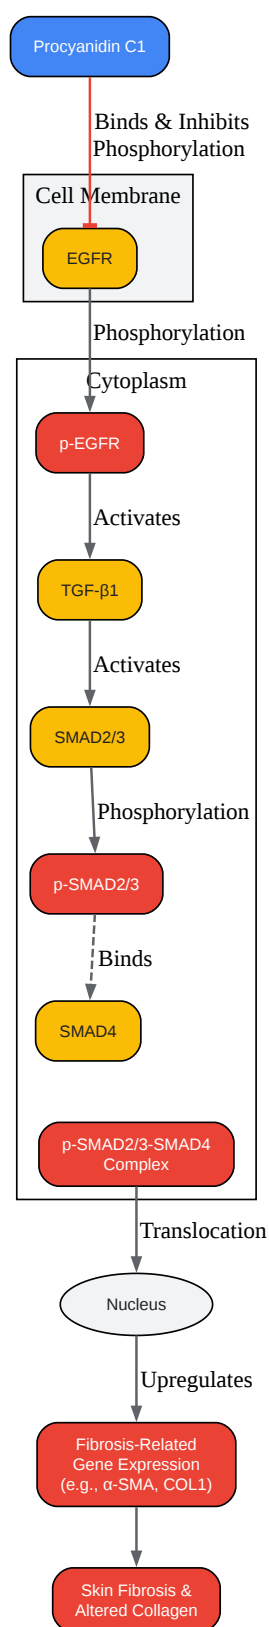 Procyanidin C1
Binds & Inhibits
Phosphorylation
Cell Membrane
EGFR
Phosphorylation
Cytoplasm
p-EGFR
Activates
TGF-β1
Activates
SMAD2/3
Phosphorylation
p-SMAD2/3
Binds
SMAD4
p-SMAD2/3-SMAD4
Complex
Translocation
Nucleus
Upregulates
Fibrosis-Related
Gene Expression
(e.g., α-SMA, COL1)
Skin Fibrosis &
Altered Collagen